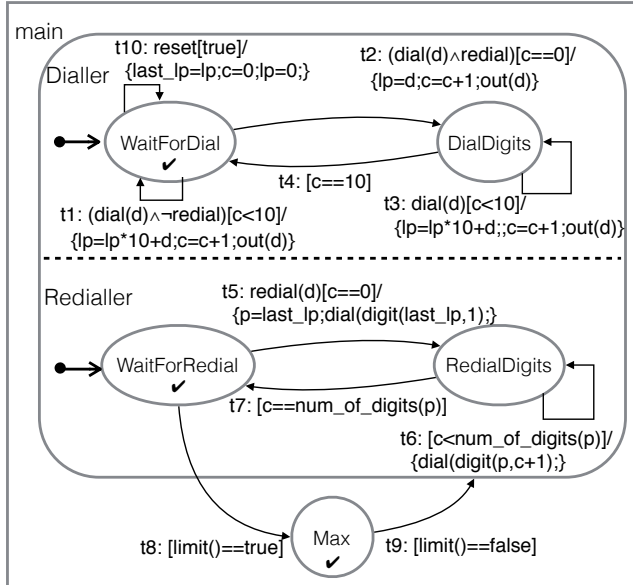 main
t10: reset[true]/
{last_lp=lp;c=0;lp=0;}
Dialler
t2: (dial(d)∧redial)[c==0]/
{lp=d;c=c+1;out(d)}
WaitForDial
✔
DialDigits
t4: [c==10]
t1: (dial(d)∧¬redial)[c<10]/
{lp=lp*10+d;c=c+1;out(d)}
t3: dial(d)[c<10]/
{lp=lp*10+d;;c=c+1;out(d)}
Redialler
t5: redial(d)[c==0]/
{p=last_lp;dial(digit(last_lp,1);}
WaitForRedial
✔
RedialDigits
t7: [c==num_of_digits(p)]
t6: [c<num_of_digits(p)]/
{dial(digit(p,c+1);}
Max
✔
t8: [limit()==true]
t9: [limit()==false]